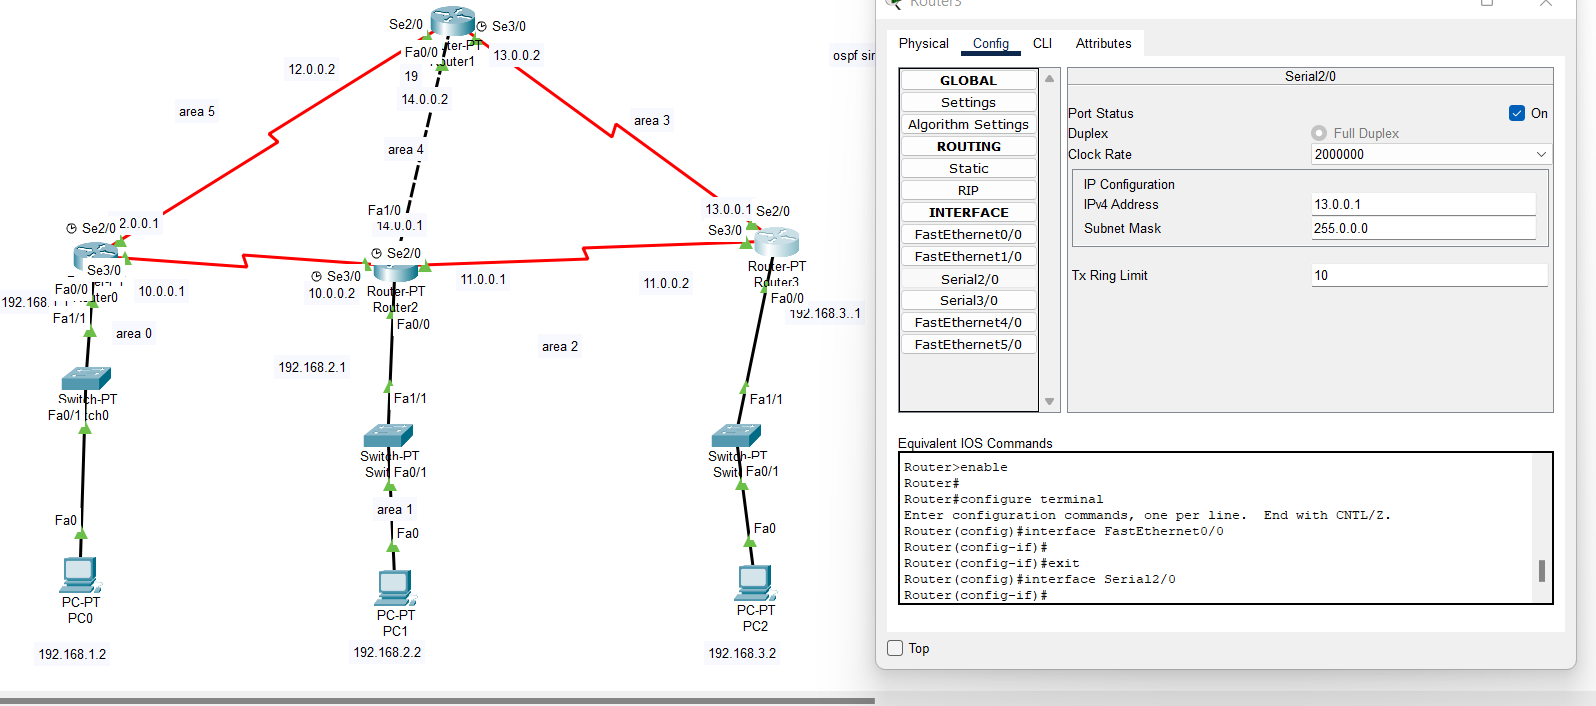 Se2/0
Se3/0
Fa0/0
13.0.0.2
12.0.0.2
19
14.0.0.2
area 5
area 3
area 4
ospf sir
Fa1/0
14.0.0.1
13.0.0.1
Se2/0
Se3/0
Se2/0
2.0.0.1
Se3/0
Fa0/0
192.168.
Fa1/1
10.0.0.1
area 0
Se2/0
Se3/0
10.0.0.2
Router-PT
Router2
Fa0/0
11.0.0.1
11.0.0.2
Router-PT
Router3
Fa0/0
192.168.3..1
area 2
192.168.2.1
Switch-PT
Fa0/1
Fa1/1
Switch-PT
Fa0/1
Fa1/1
Switch-PT
Fa0/1
area 1
Fa0
Fa0
Fa0
PC-PT
PC0
PC-PT
PC1
PC-PT
PC2
192.168.1.2
192.168.2.2
192.168.3.2
Router3
Physical
Config
CLI
Attributes
GLOBAL
Settings
Algorithm Settings
ROUTING
Static
RIP
INTERFACE
FastEthernet0/0
FastEthernet1/0
Serial2/0
Serial3/0
FastEthernet4/0
FastEthernet5/0
Serial2/0
Port Status
On
Duplex
Full Duplex
Clock Rate
2000000
IP Configuration
IPv4 Address
13.0.0.1
Subnet Mask
255.0.0.0
Tx Ring Limit
10
Equivalent IOS Commands
Router>enable
Router#
Router#configure terminal
Enter configuration commands, one per line. End with CNTL/Z.
Router(config)#interface FastEthernet0/0
Router(config-if)#
Router(config-if)#exit
Router(config)#interface Serial2/0
Router(config-if)#
Top